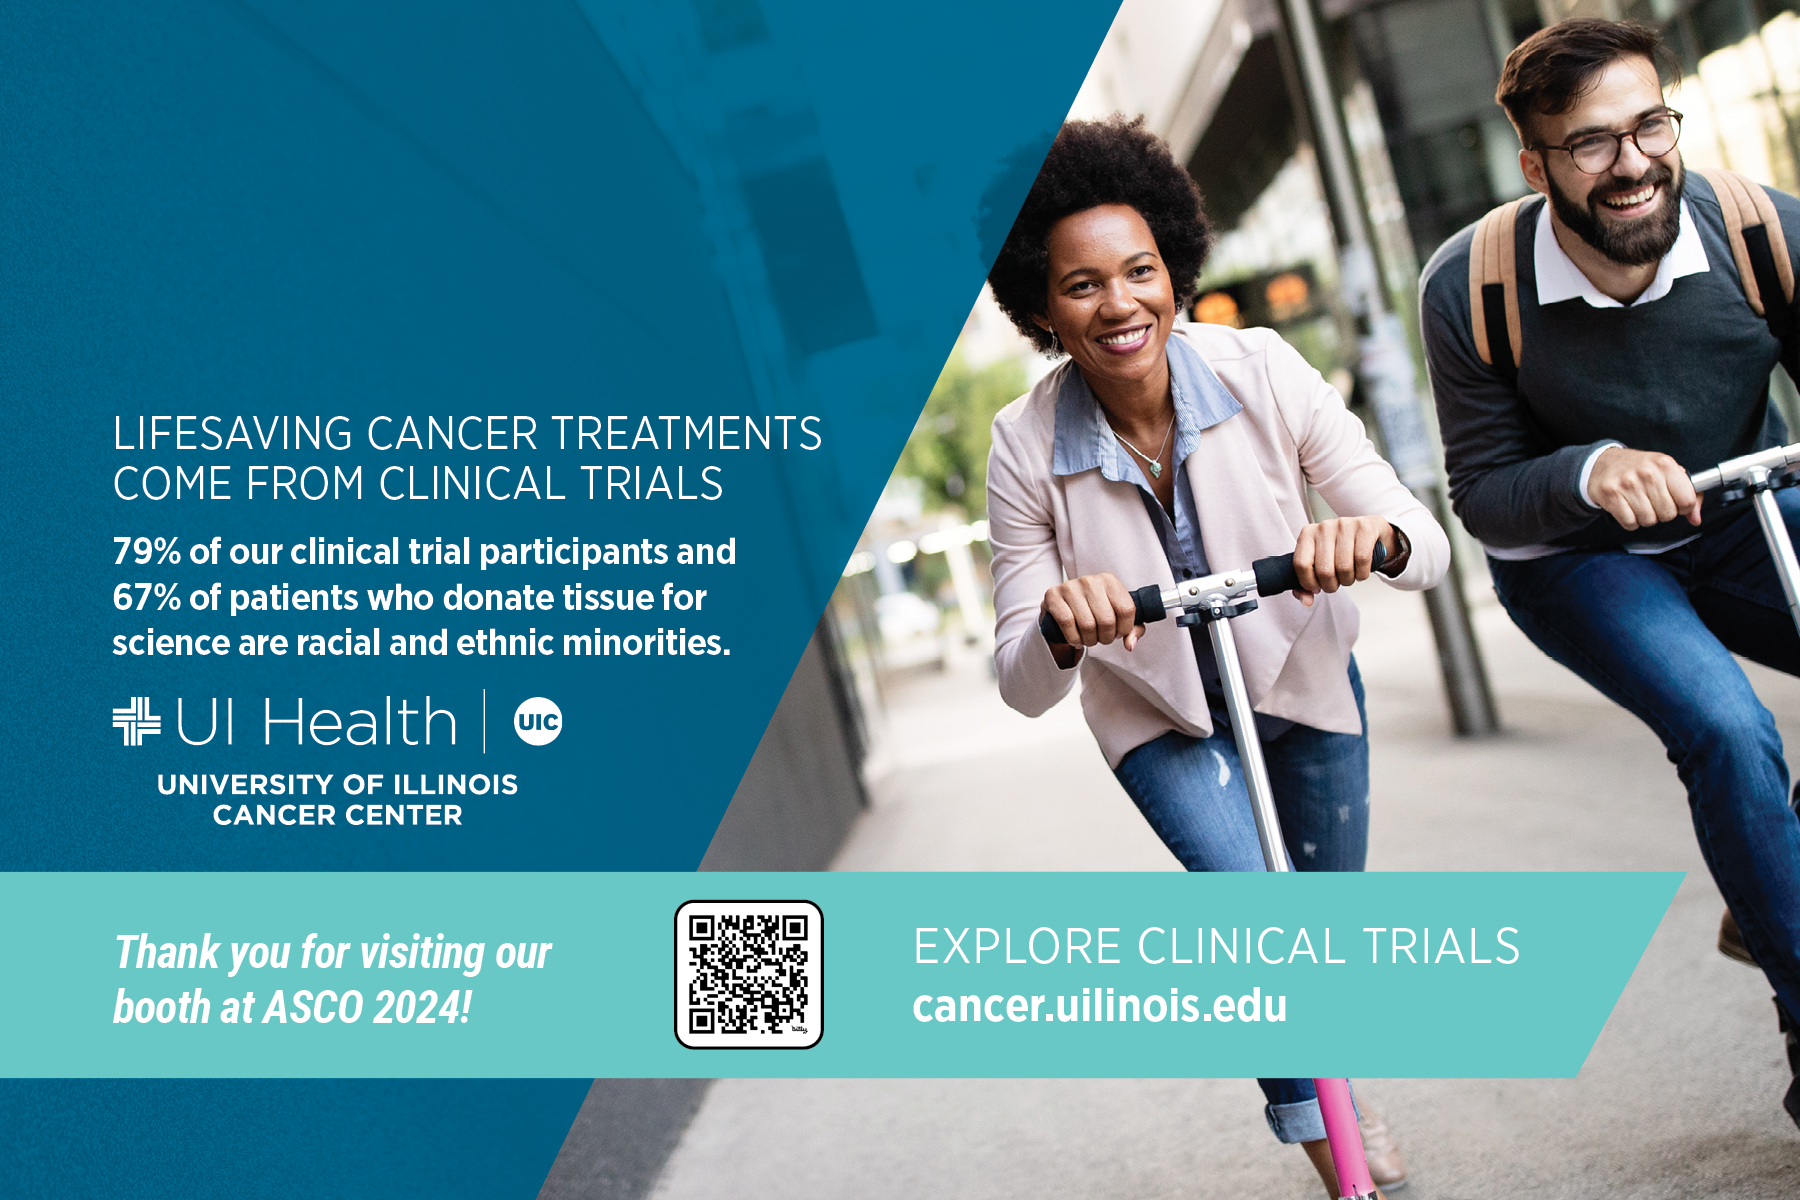 LIFESAVING CANCER TREATMENTS
COME FROM CLINICAL TRIALS
79% of our clinical trial participants and
67% of patients who donate tissue for
science are racial and ethnic minorities.
UI Health UIC
UNIVERSITY OF ILLINOIS
CANCER CENTER
Thank you for visiting our
booth at ASCO 2024!
bitly
EXPLORE CLINICAL TRIALS
cancer.uilinois.edu